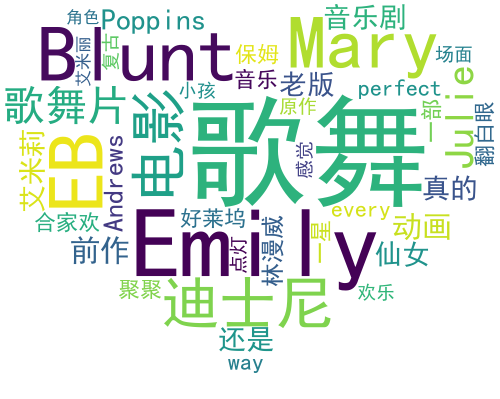 角色 Poppins 音乐剧
艾米丽 复古 保姆
Blunt Mary
小孩 音乐 老版 perfect 场面
歌舞片 电影 歌舞 原作 一部 Julie 翻白眼
艾米莉 EB Andrews 感觉 真的
合家欢 好莱坞 every 动画
前作 Emily 点灯 林漫威 一星 仙女
聚聚 迪士尼 欢乐
还是
way